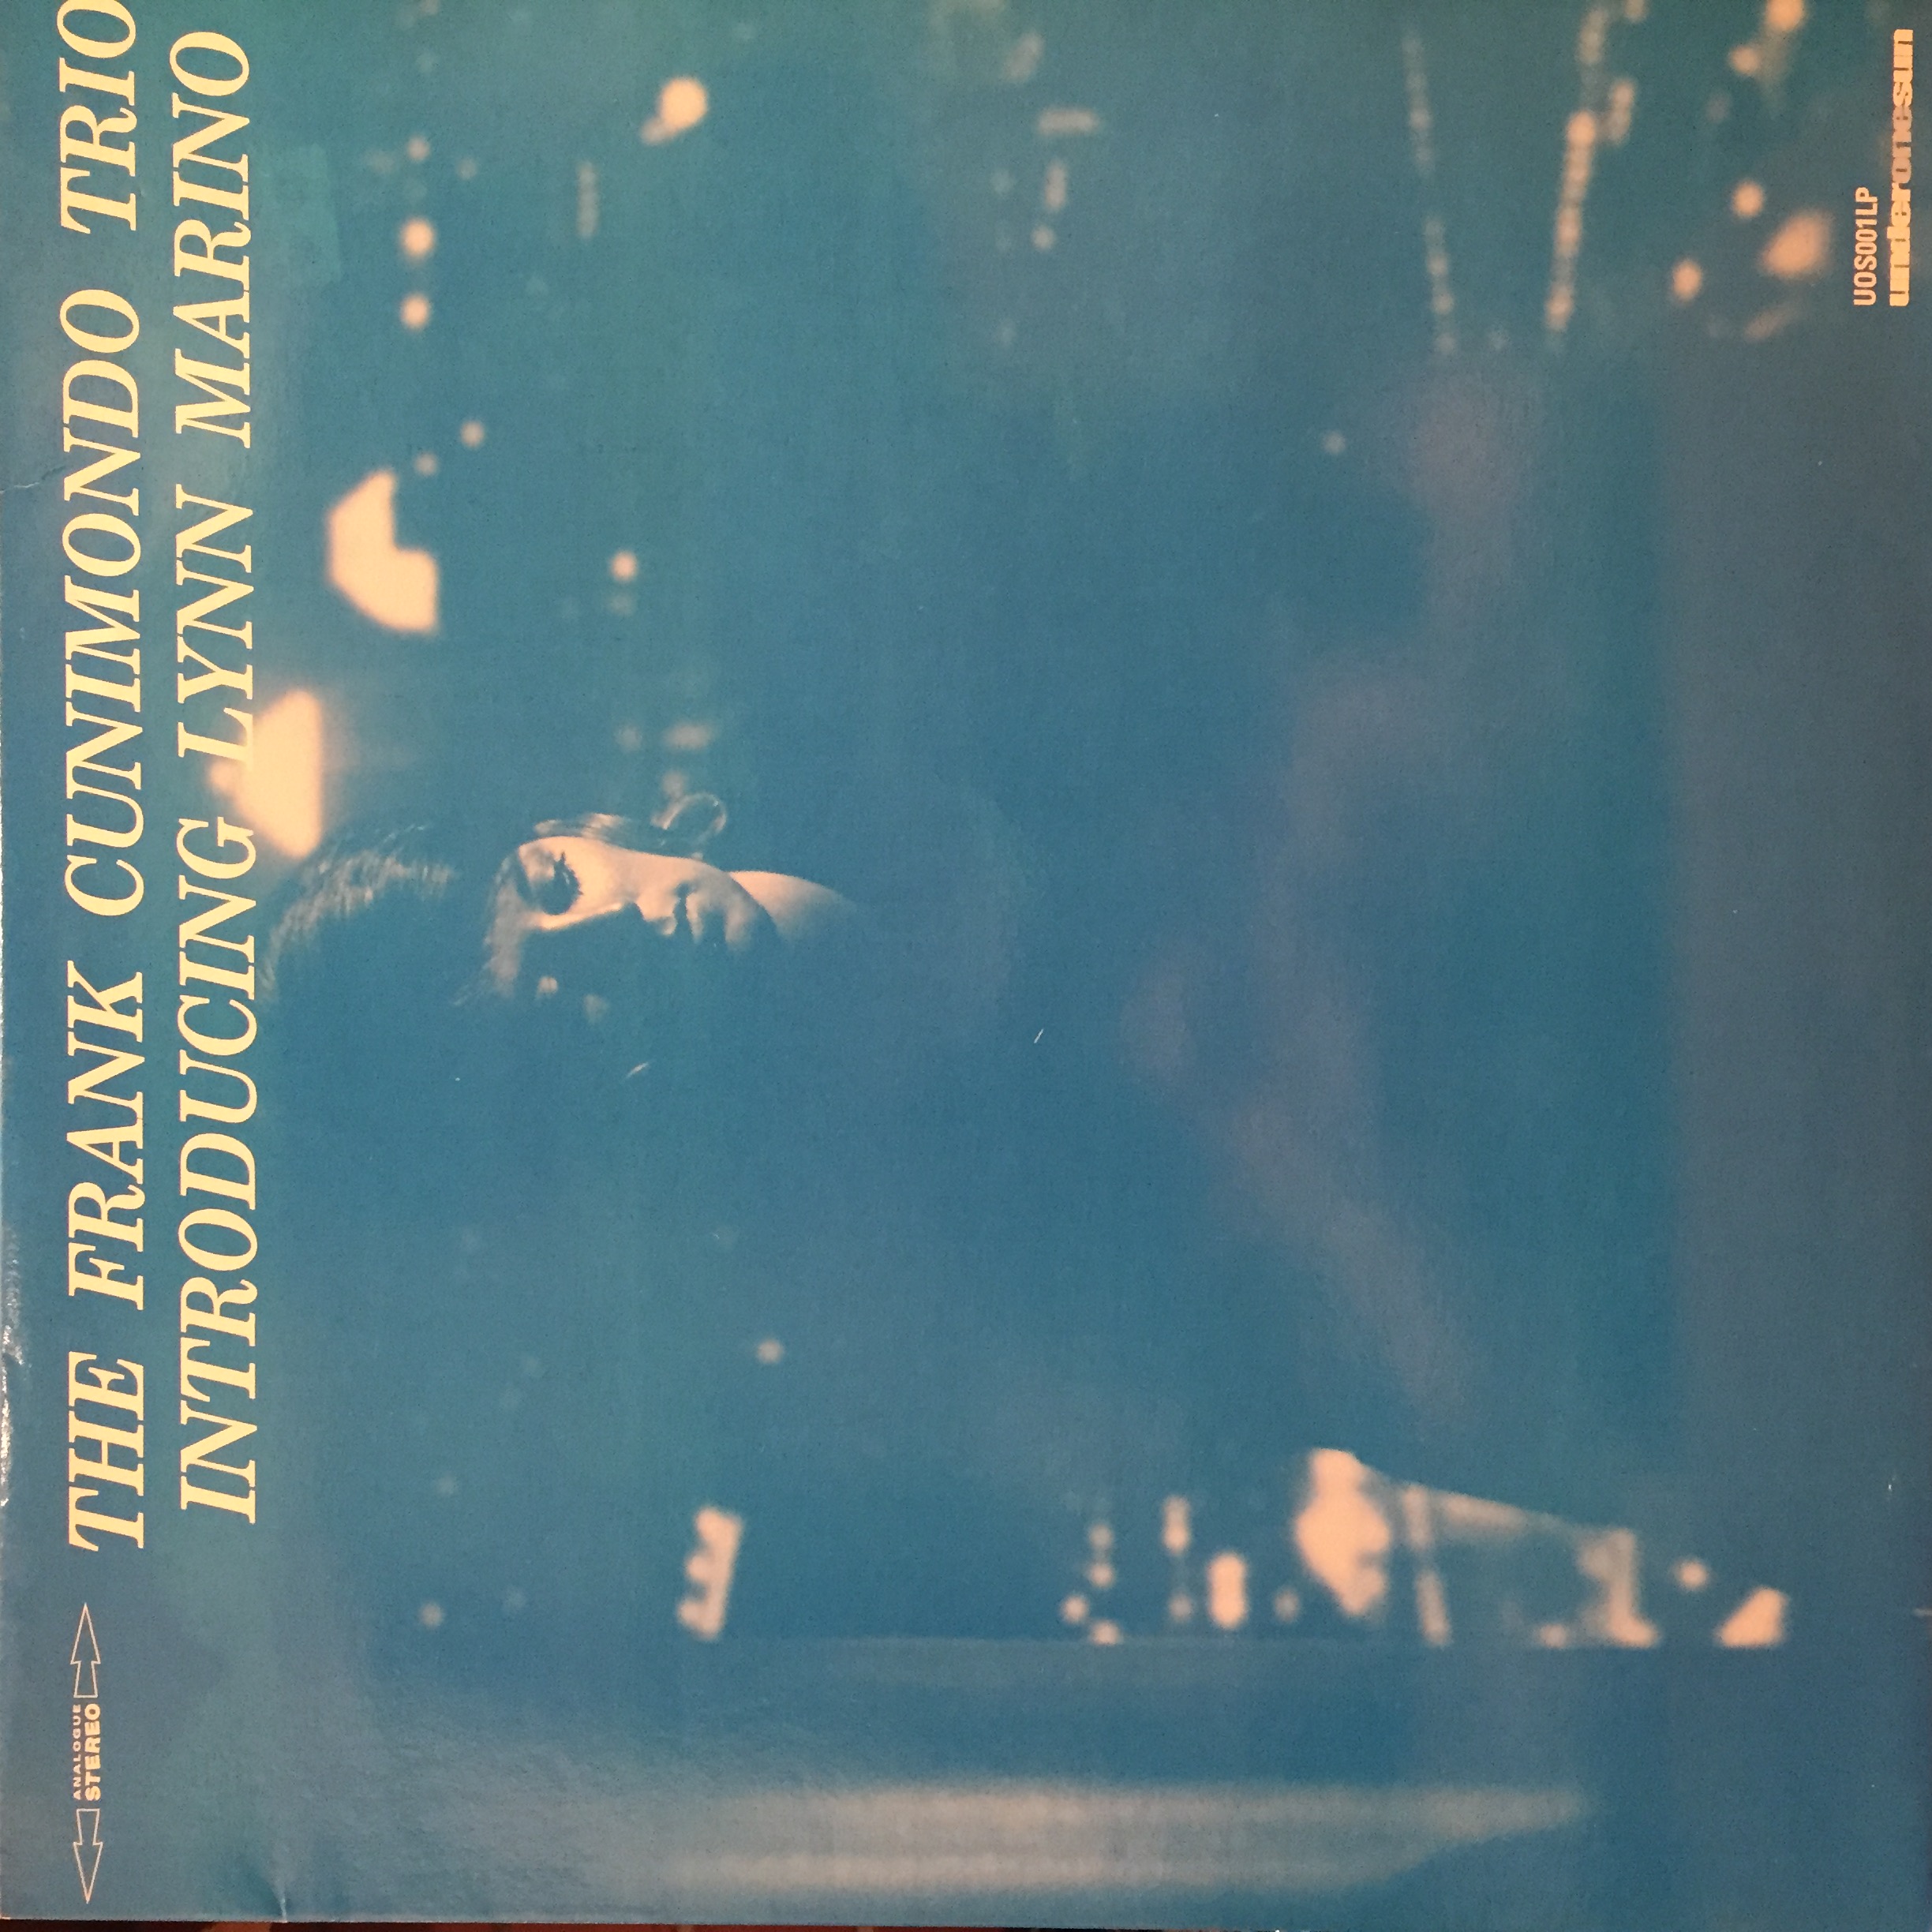 ANALOGUE
STEREO
THE FRANK CUNIMONDO TRIO
INTRODUCING LYNN MARINO
UOS001LP
underonesun